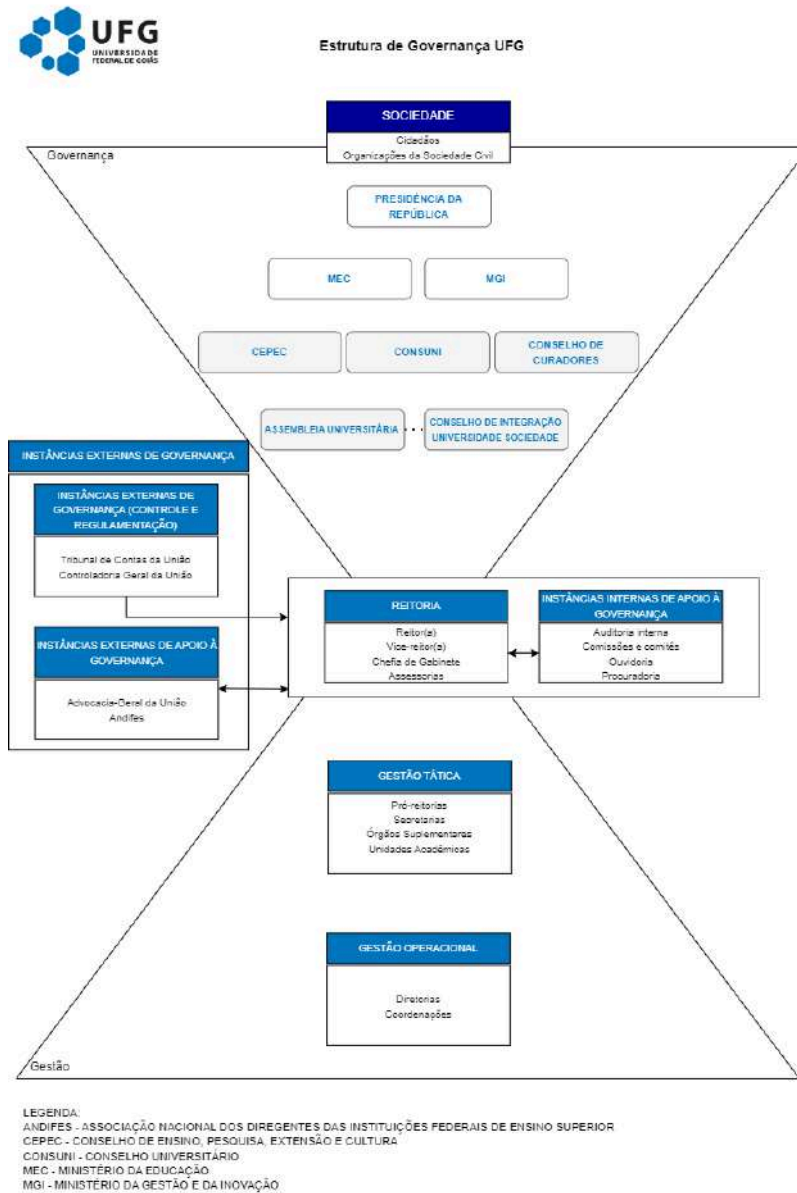 UFG
UNIVERSIDADE
FEDERAL DE GOIÁS
Estrutura de Governança UFG
SOCIEDADE
Cidadãos
Organizações da Sociedade Civil
Governança
PRESIDÊNCIA DA
REPÚBLICA
MEC
MGI
CEPEC
CONSUNI
CONSELHO DE
CURADORES
ASSEMBLEIA UNIVERSITÁRIA
CONSELHO DE INTEGRAÇÃO
UNIVERSIDADE SOCIEDADE
INSTÂNCIAS EXTERNAS DE GOVERNANÇA
INSTÂNCIAS EXTERNAS DE
GOVERNANÇA (CONTROLE E
REGULAMENTAÇÃO)
Tribunal de Contas da União
Controladoria Geral da União
INSTÂNCIAS EXTERNAS DE APOIO À
GOVERNANÇA
Advocacia-Geral da União
Andifes
REITORIA
Reitor(a)
Vice-reitor(a)
Chefia de Gabinete
Assessorias
INSTÂNCIAS INTERNAS DE APOIO À
GOVERNANÇA
Auditoria interna
Comissões e comitês
Ouvidoria
Procuradoria
GESTÃO TÁTICA
Pró-reitorias
Secretarias
Órgãos Suplementares
Unidades Acadêmicas
GESTÃO OPERACIONAL
Diretorias
Coordenações
Gestão
LEGENDA:
ANDIFES - ASSOCIAÇÃO NACIONAL DOS DIREGENTES DAS INSTITUIÇÕES FEDERAIS DE ENSINO SUPERIOR
CEPEC - CONSELHO DE ENSINO, PESQUISA, EXTENSÃO E CULTURA
CONSUNI - CONSELHO UNIVERSITÁRIO
MEC - MINISTÉRIO DA EDUCAÇÃO
MGI - MINISTÉRIO DA GESTÃO E DA INOVAÇÃO